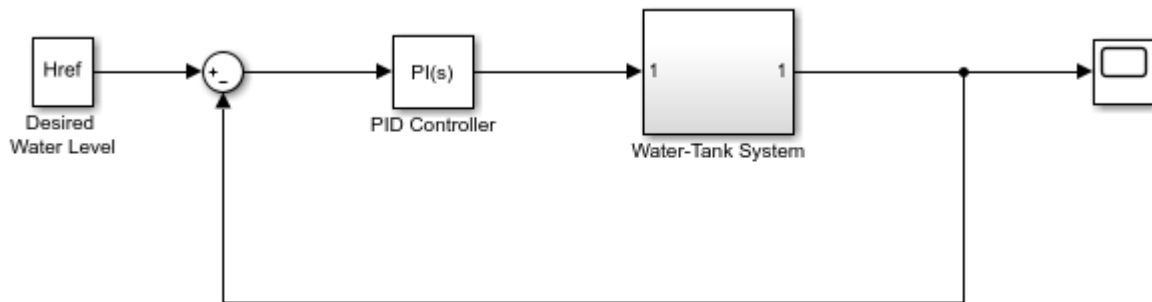 Href
Desired
Water Level
+
−
PI(s)
PID Controller
1
1
Water-Tank System